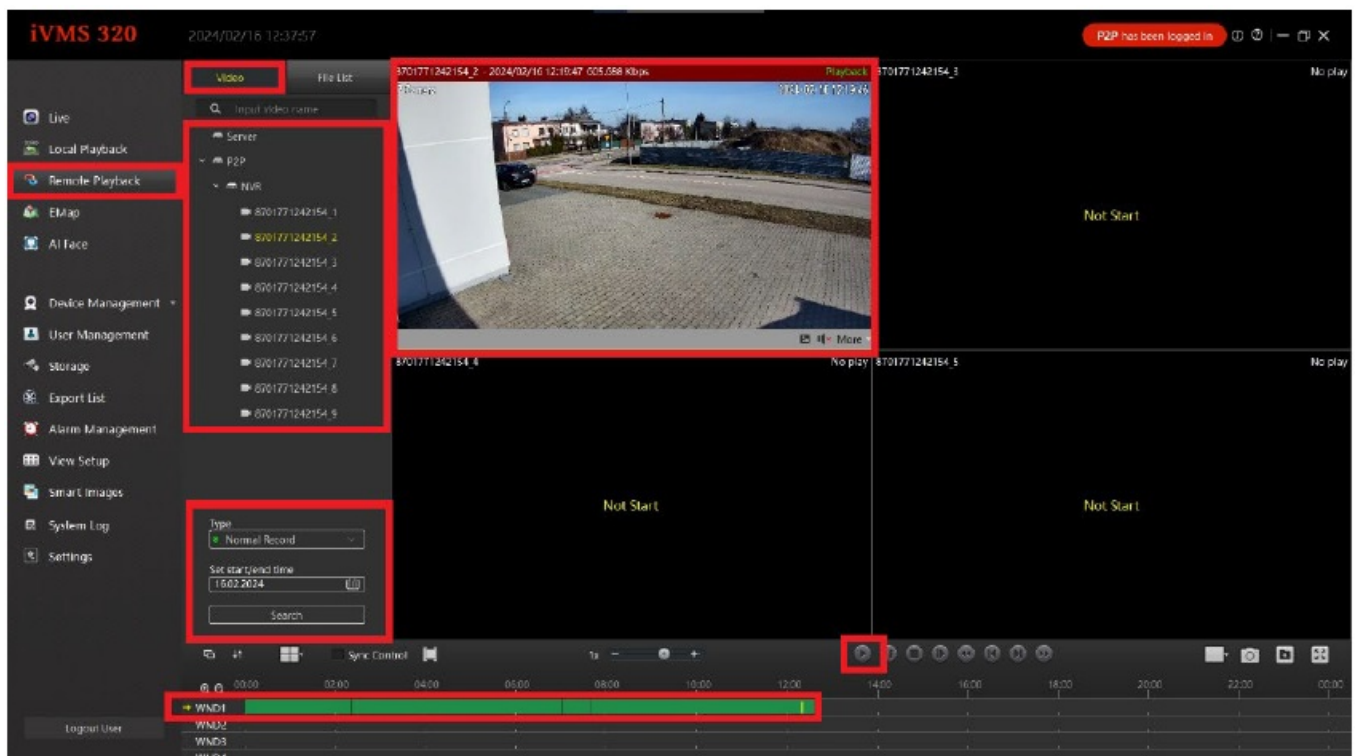 iVMS 320
2024/02/16 12:37:57
P2P has been logged in
Video
File List
Input video name
Live
Local Playback
Remote Playback
EMap
AI Face
Device Management
User Management
Storage
Export List
Alarm Management
View Setup
Smart Images
System Log
Settings
Logout User
Server
P2P
NVR
8701771242154_1
8701771242154_2
8701771242154_3
8701771242154_4
8701771242154_5
8701771242154_6
8701771242154_7
8701771242154_8
8701771242154_9
Type
Normal Record
Set start/end time
16.02.2024
Search
8701771242154_2 - 2024/02/16 12:19:47 605.688 Kbps
Playback
More
8701771242154_3
No play
Not Start
8701771242154_4
No play
Not Start
8701771242154_5
No play
Not Start
Sync Control
1x
00:00 02:00 04:00 06:00 08:00 10:00 12:00 14:00 16:00 18:00 20:00 22:00 00:00
WND1
WND2
WND3